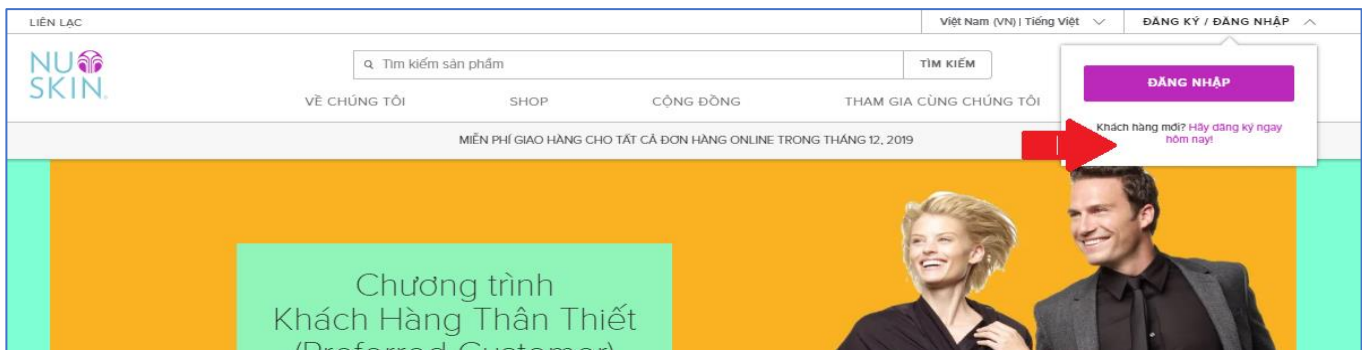 LIÊN LẠC
Việt Nam (VN) | Tiếng Việt
ĐĂNG KÝ / ĐĂNG NHẬP
NU
SKIN
Tìm kiếm sản phẩm
TÌM KIẾM
VỀ CHÚNG TÔI
SHOP
CỘNG ĐỒNG
THAM GIA CÙNG CHÚNG TÔI
ĐĂNG NHẬP
Khách hàng mới? Hãy đăng ký ngay
hôm nay!
MIỄN PHÍ GIAO HÀNG CHO TẤT CẢ ĐƠN HÀNG ONLINE TRONG THÁNG 12, 2019
Chương trình
Khách Hàng Thân Thiết
(Preferred Customer)